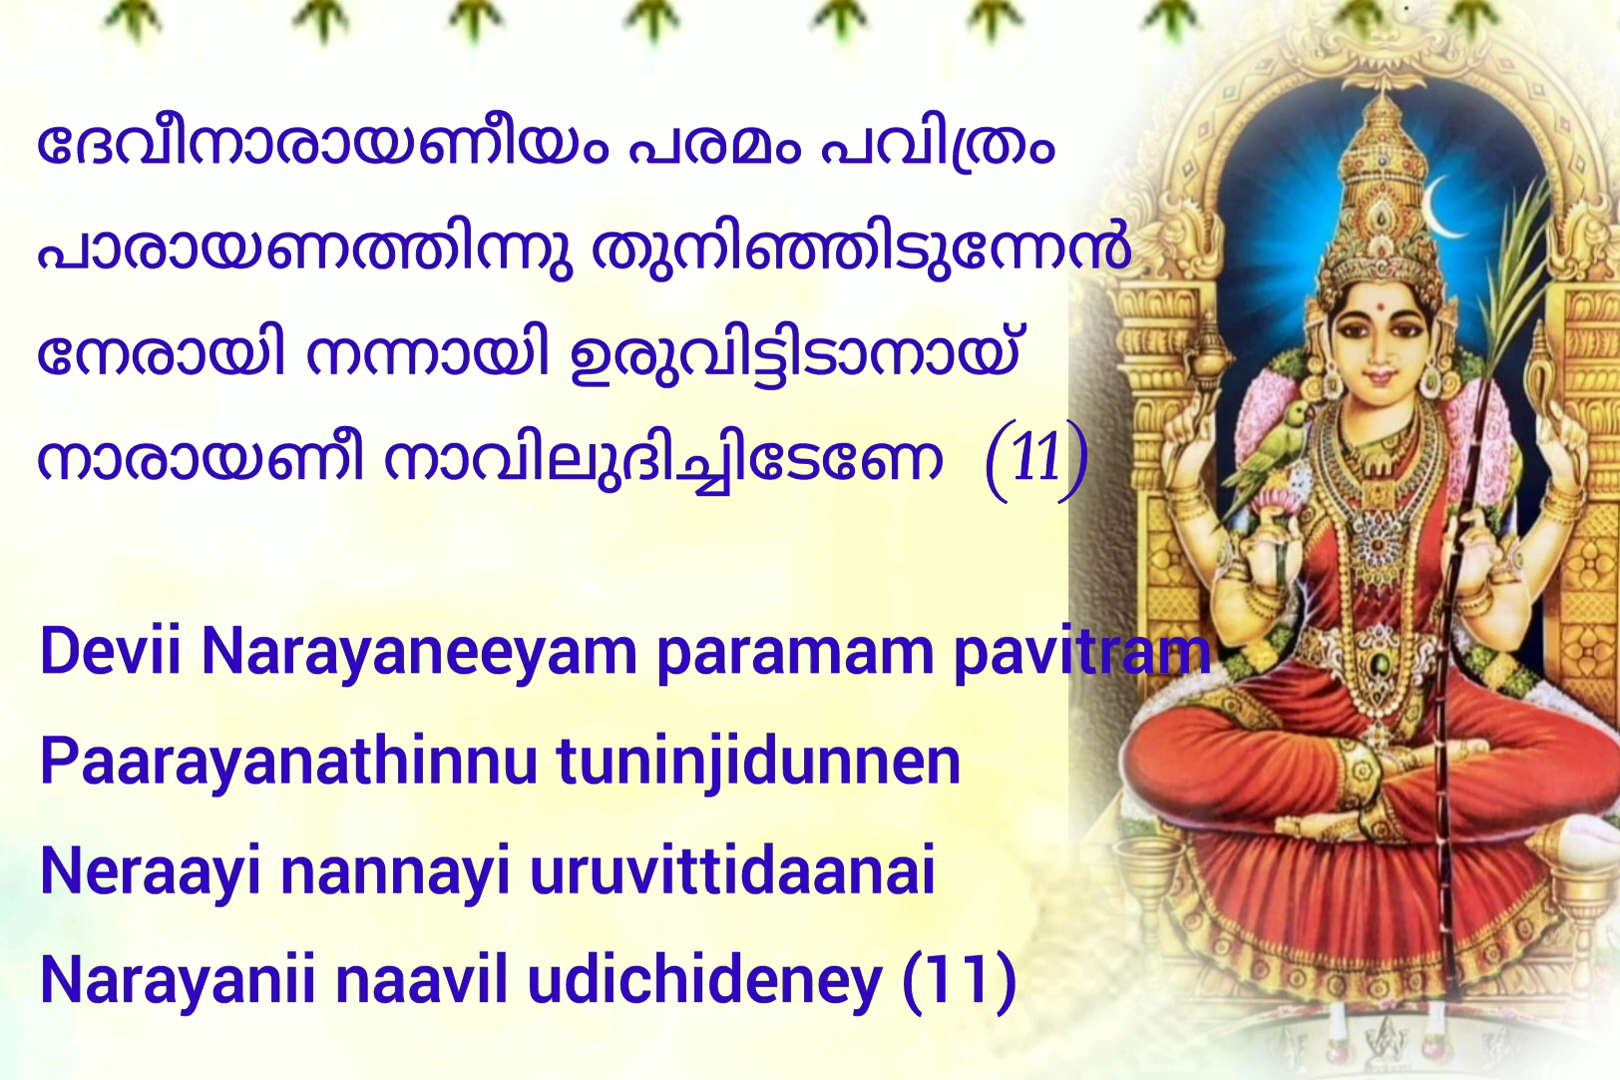 ദേവീനാരായണീയം പരമം പവിത്രം
പാരായണത്തിന്നു തുനിഞ്ഞിടുന്നേൻ
നേരായി നന്നായി ഉരുവിട്ടിടാനായ്
നാരായണീ നാവിലുദിച്ചിടേണേ (11)
Devii Narayaneeyam paramam pavitram
Paarayanathinnu tuninjidunnen
Neraayi nannayi uruvittidaanai
Narayanii naavil udichideney (11)